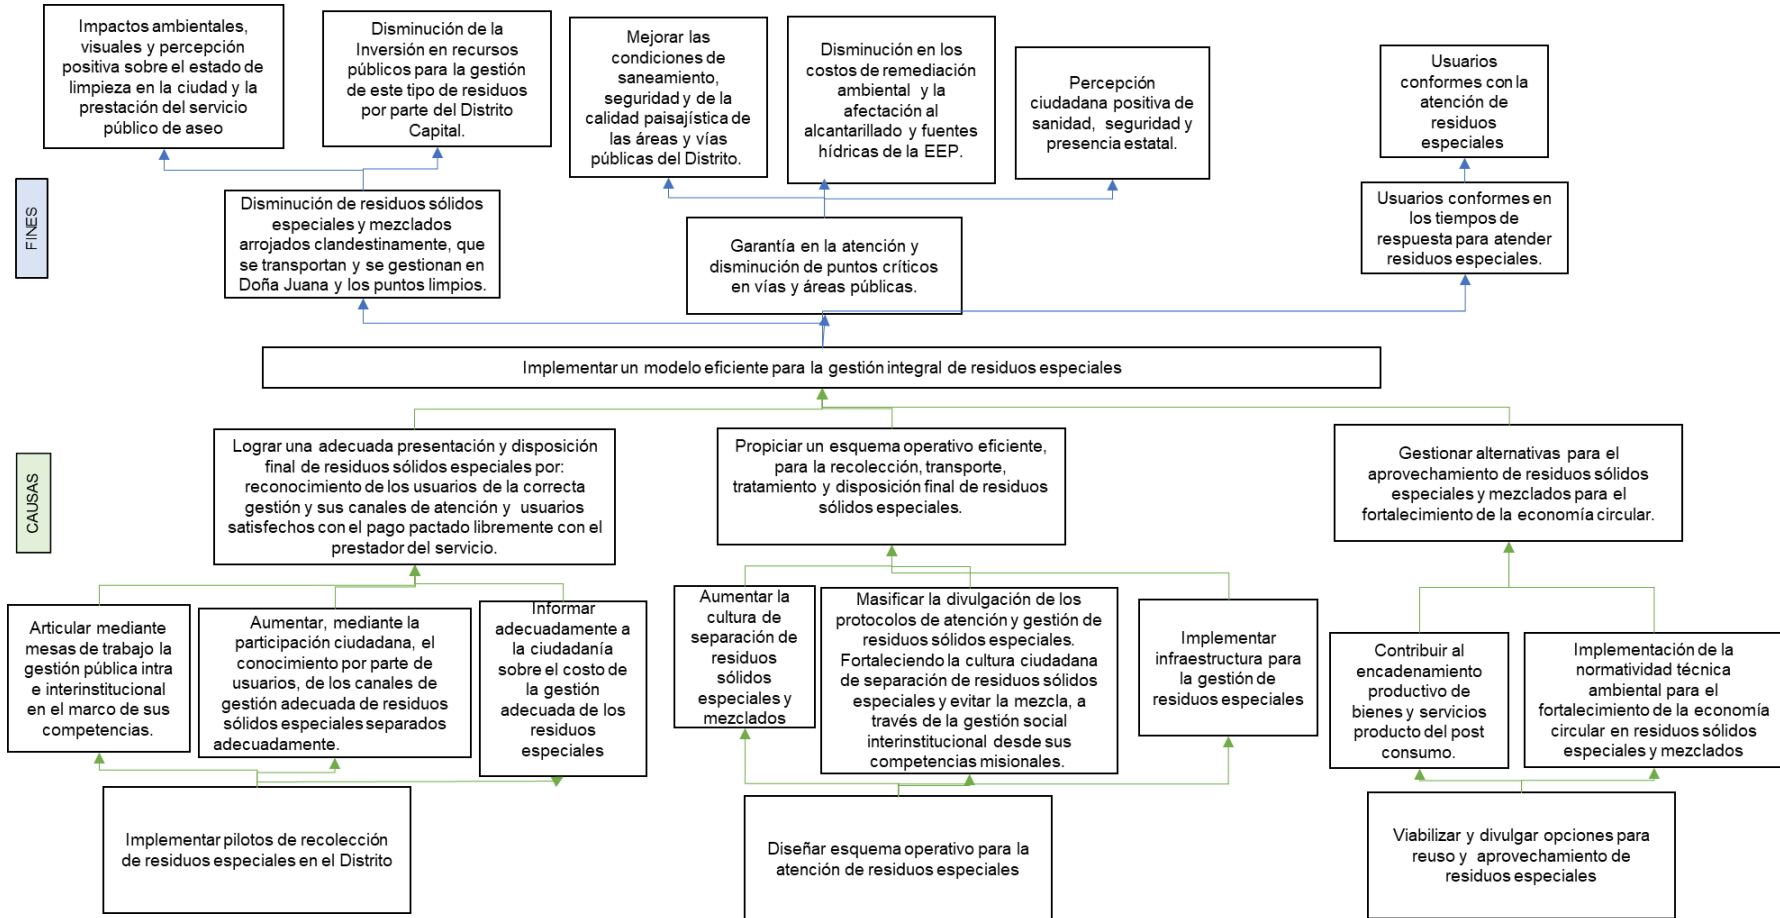 Impactos ambientales,
visuales y percepción
positiva sobre el estado de
limpieza en la ciudad y la
prestación del servicio
público de aseo
Disminución de la
Inversión en recursos
públicos para la gestión
de este tipo de residuos
por parte del Distrito
Capital.
Mejorar las
condiciones de
saneamiento,
seguridad y de la
calidad paisajística de
las áreas y vías
públicas del Distrito.
Disminución en los
costos de remediación
ambiental y la
afectación al
alcantarillado y fuentes
hídricas de la EEP.
Percepción
ciudadana positiva de
sanidad, seguridad y
presencia estatal.
Usuarios
conformes con la
atención de
residuos
especiales
FINES
Disminución de residuos sólidos
especiales y mezclados
arrojados clandestinamente, que
se transportan y se gestionan en
Doña Juana y los puntos limpios.
Garantía en la atención y
disminución de puntos críticos
en vías y áreas públicas.
Usuarios conformes en
los tiempos de
respuesta para atender
residuos especiales.
Implementar un modelo eficiente para la gestión integral de residuos especiales
CAUSAS
Lograr una adecuada presentación y disposición
final de residuos sólidos especiales por:
reconocimiento de los usuarios de la correcta
gestión y sus canales de atención y usuarios
satisfechos con el pago pactado libremente con el
prestador del servicio.
Propiciar un esquema operativo eficiente,
para la recolección, transporte,
tratamiento y disposición final de residuos
sólidos especiales.
Gestionar alternativas para el
aprovechamiento de residuos sólidos
especiales y mezclados para el
fortalecimiento de la economía circular.
Articular mediante
mesas de trabajo la
gestión pública intra
e interinstitucional
en el marco de sus
competencias.
Aumentar, mediante la
participación ciudadana, el
conocimiento por parte de
usuarios, de los canales de
gestión adecuada de residuos
sólidos especiales separados
adecuadamente.
Informar
adecuadamente a
la ciudadanía
sobre el costo de
la gestión
adecuada de los
residuos
especiales
Aumentar la
cultura de
separación de
residuos
sólidos
especiales y
mezclados
Masificar la divulgación de los
protocolos de atención y gestión
de residuos sólidos especiales.
Fortaleciendo la cultura ciudadana
de separación de residuos sólidos
especiales y evitar la mezcla, a
través de la gestión social
interinstitucional desde sus
competencias misionales.
Implementar
infraestructura para
la gestión de
residuos especiales
Contribuir al
encadenamiento
productivo de
bienes y servicios
producto del post
consumo.
Implementación de la
normatividad técnica
ambiental para el
fortalecimiento de la economía
circular en residuos sólidos
especiales y mezclados
Implementar pilotos de recolección
de residuos especiales en el Distrito
Diseñar esquema operativo para la
atención de residuos especiales
Viabilizar y divulgar opciones para
reuso y aprovechamiento de
residuos especiales